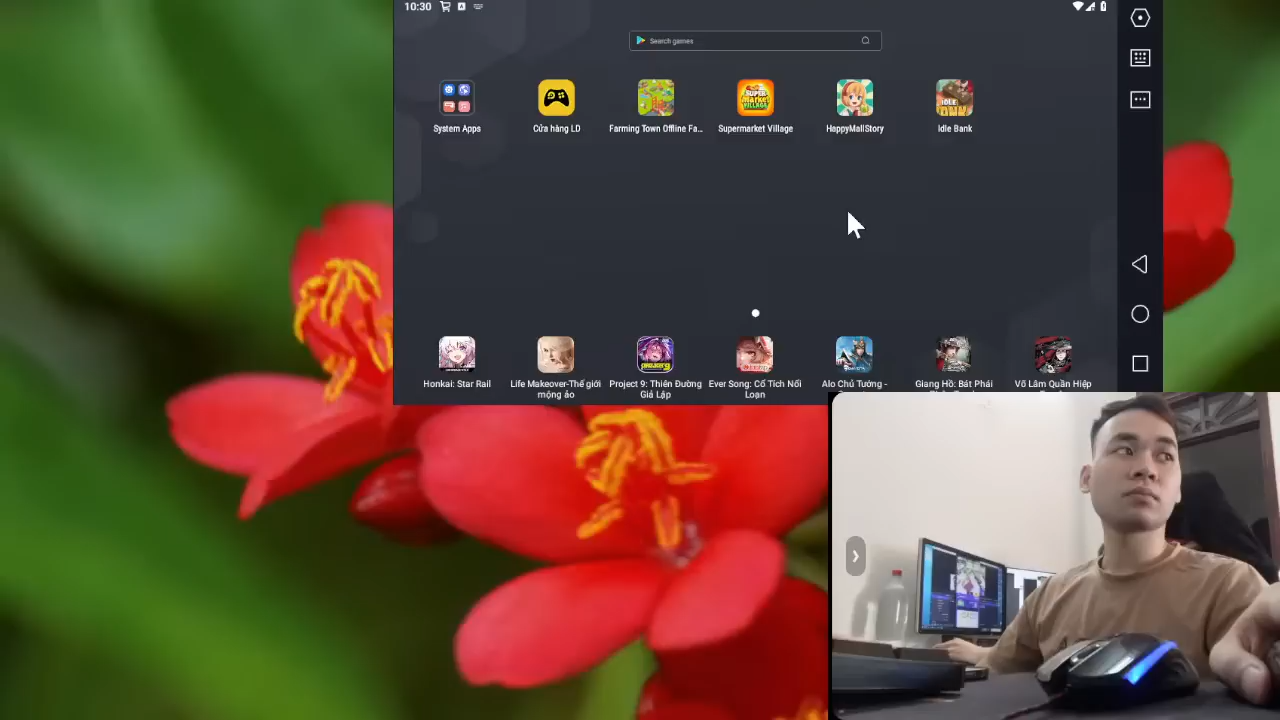 10:30
Search games
System Apps
Cửa hàng LD
Farming Town Offline Fa...
Supermarket Village
HappyMallStory
Idle Bank
Honkai: Star Rail
Life Makeover-Thế giới
mộng ảo
Project 9: Thiên Đường
Giả Lập
Ever Song: Cổ Tích Nổi
Loạn
Alo Chủ Tướng -
Giang Hồ: Bát Phái
Võ Lâm Quần Hiệp